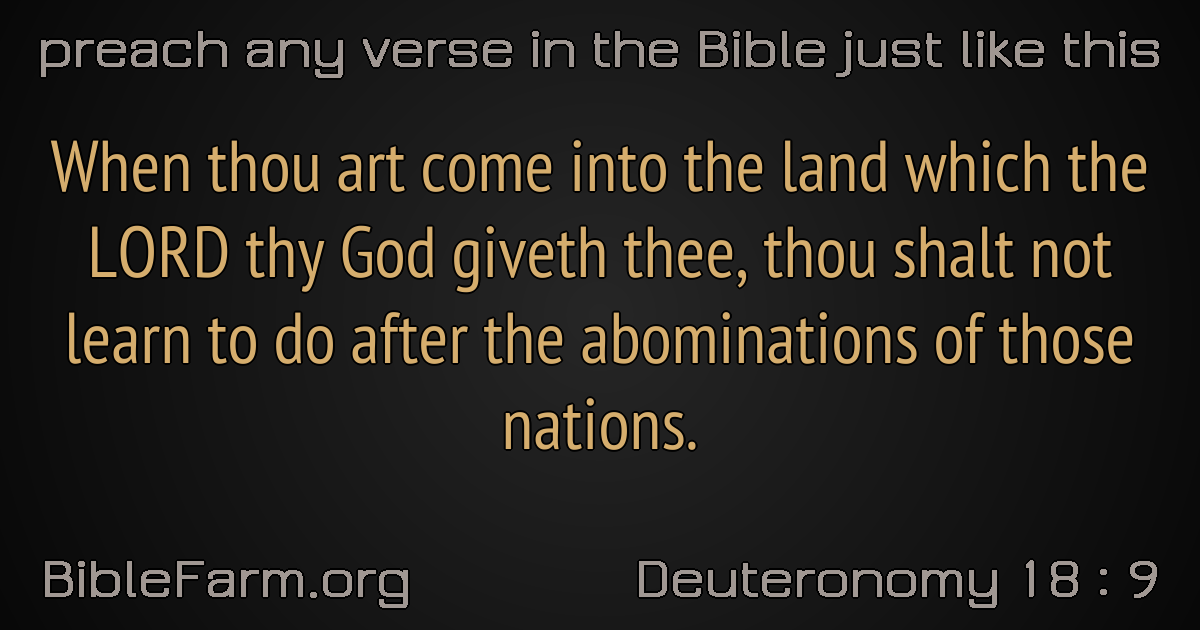 preach any verse in the Bible just like this
When thou art come into the land which the
LORD thy God giveth thee, thou shalt not
learn to do after the abominations of those
nations.
BibleFarm.org
Deuteronomy 18 : 9